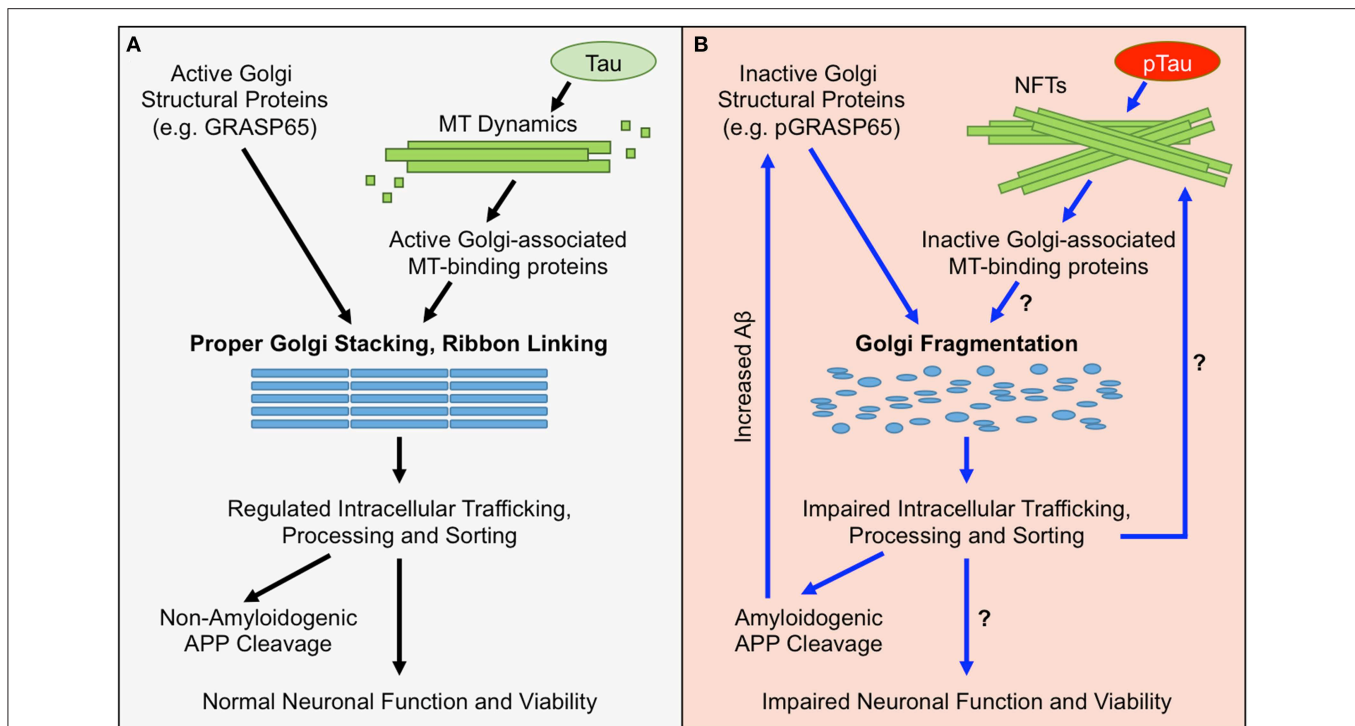 A
Active Golgi
Structural Proteins
(e.g. GRASP65)
Tau
MT Dynamics
Active Golgi-associated
MT-binding proteins
Proper Golgi Stacking, Ribbon Linking
Regulated Intracellular Trafficking,
Processing and Sorting
Non-Amyloidogenic
APP Cleavage
Normal Neuronal Function and Viability
B
Inactive Golgi
Structural Proteins
(e.g. pGRASP65)
pTau
NFTs
Inactive Golgi-associated
MT-binding proteins
?
Golgi Fragmentation
Increased Aβ
?
Impaired Intracellular Trafficking,
Processing and Sorting
Amyloidogenic
APP Cleavage
?
Impaired Neuronal Function and Viability